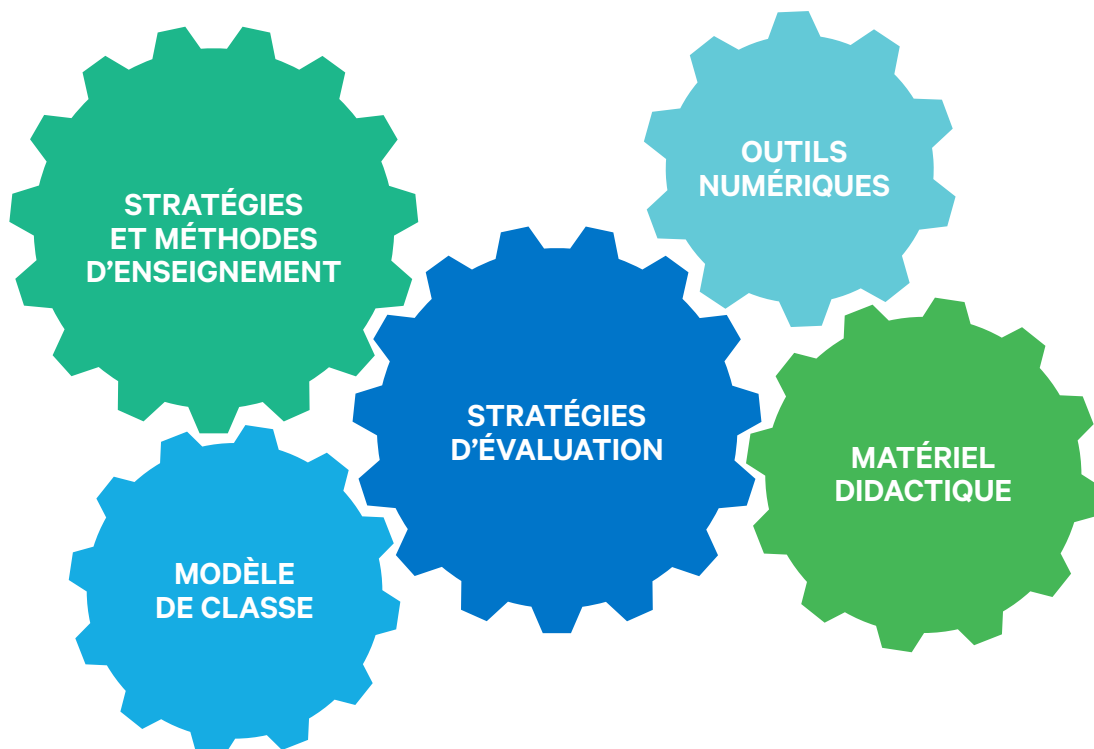 STRATÉGIES
ET MÉTHODES
D’ENSEIGNEMENT
OUTILS
NUMÉRIQUES
STRATÉGIES
D’ÉVALUATION
MATÉRIEL
DIDACTIQUE
MODÈLE
DE CLASSE